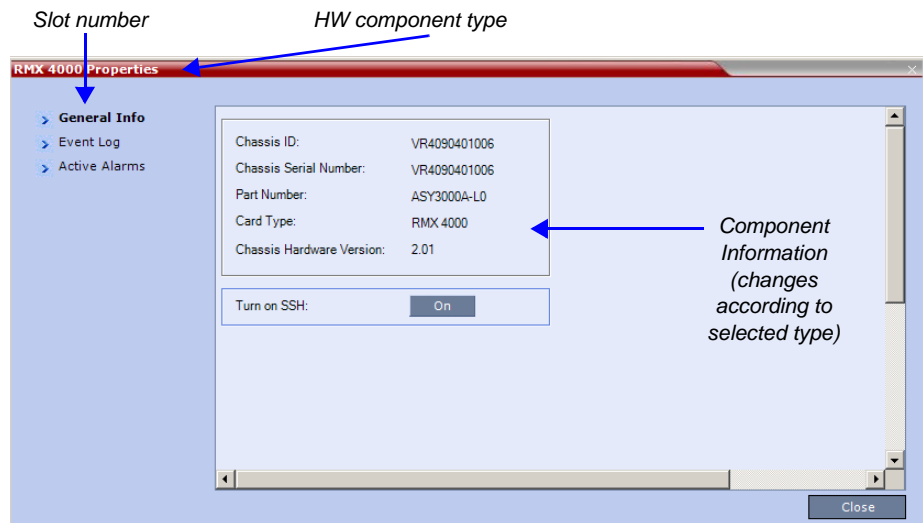 Slot number
HW component type
RMX 4000 Properties
General Info
Event Log
Active Alarms
Chassis ID: VR4090401006
Chassis Serial Number: VR4090401006
Part Number: ASY3000A-L0
Card Type: RMX 4000
Chassis Hardware Version: 2.01
Turn on SSH: On
Component
Information
(changes
according to
selected type)
Close